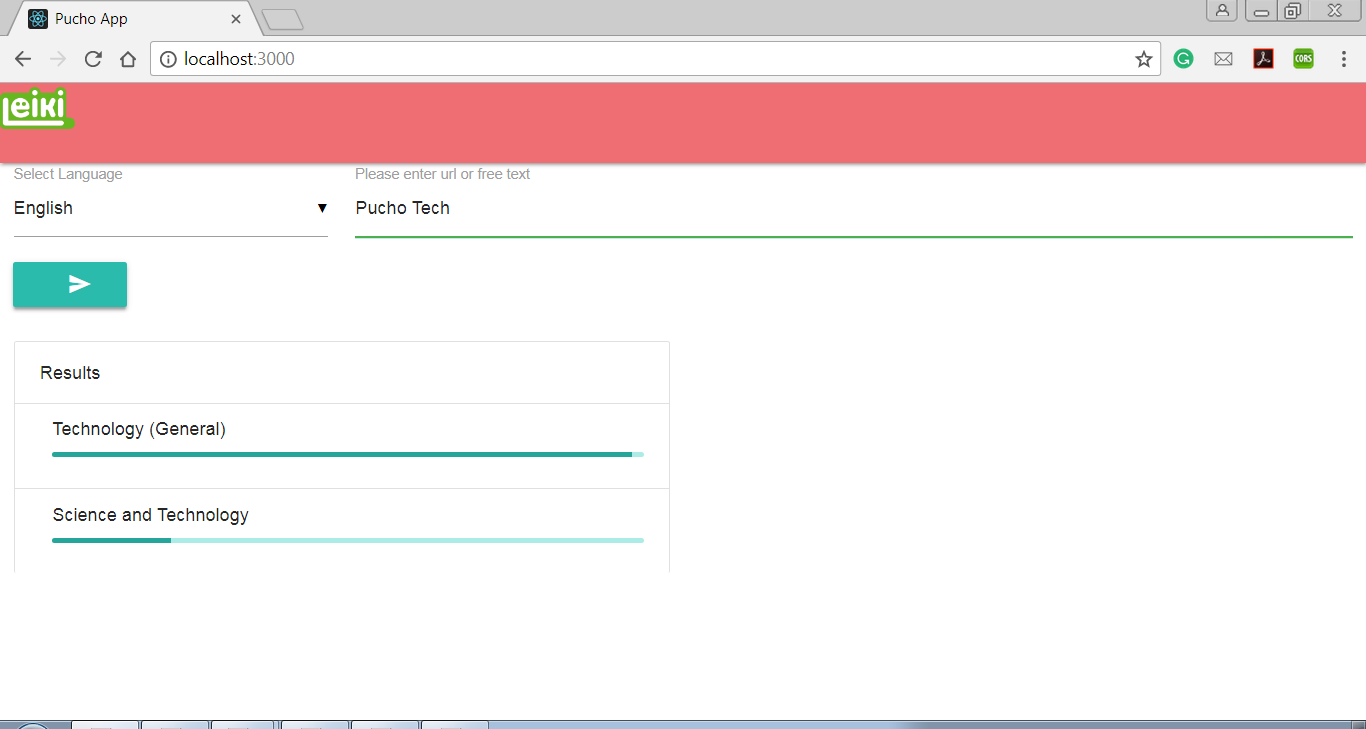 Pucho App
localhost:3000
CORS
leiki
Select Language
Please enter url or free text
English
Pucho Tech
Results
Technology (General)
Science and Technology